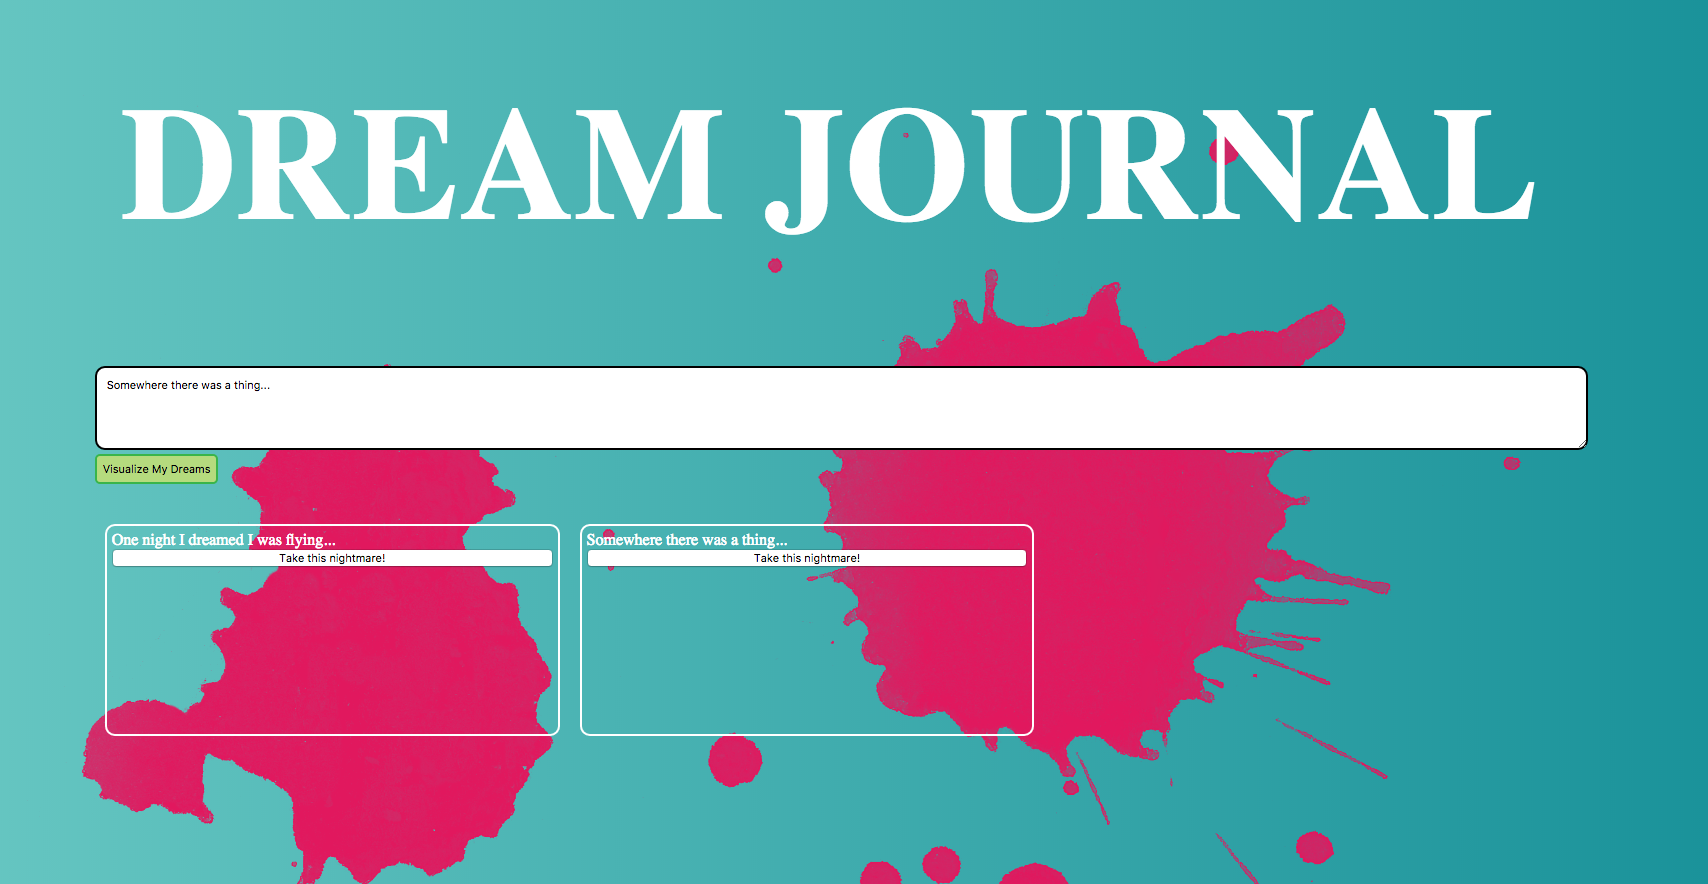 DREAM JOURNAL
Somewhere there was a thing...
Visualize My Dreams
One night I dreamed I was flying...
Take this nightmare!
Somewhere there was a thing...
Take this nightmare!